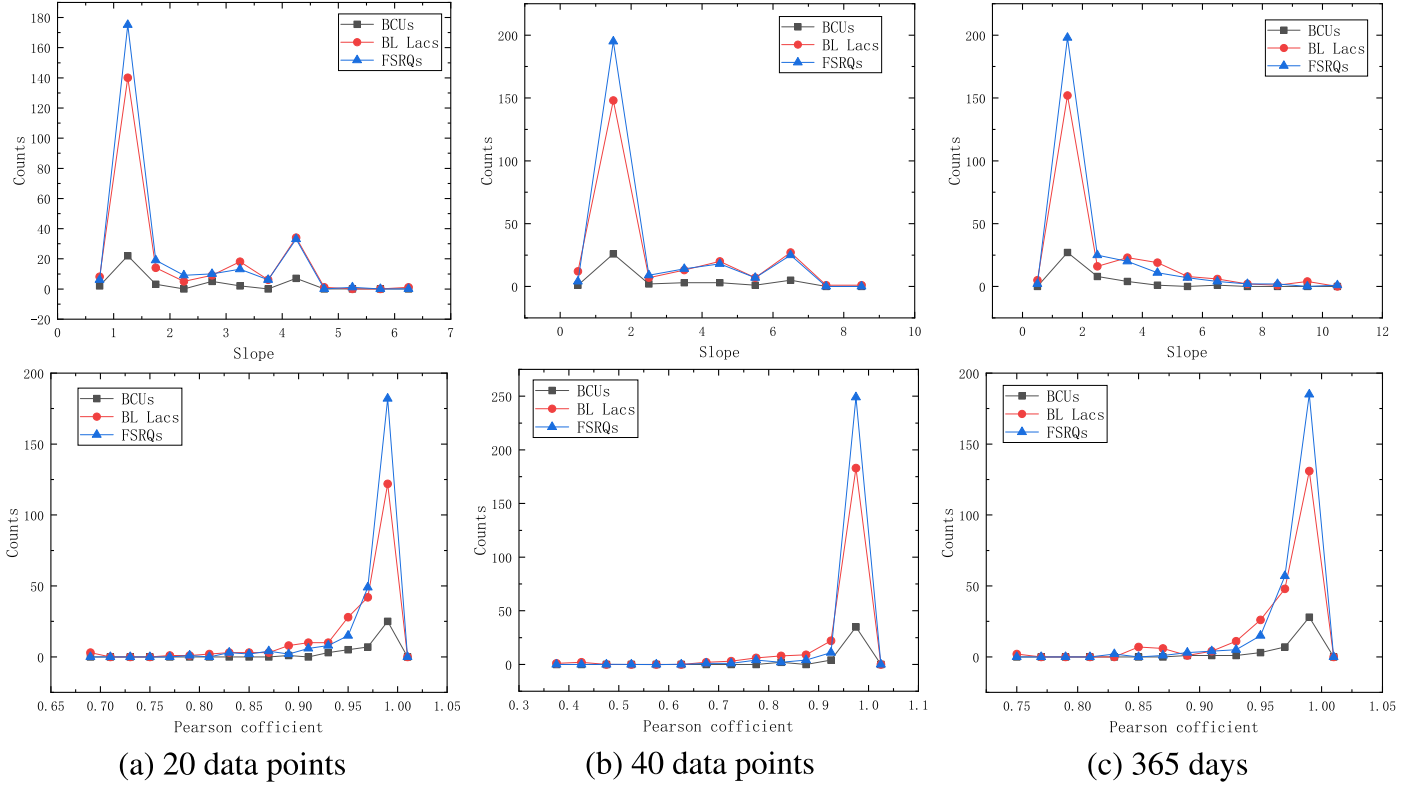 Counts
180
160
140
120
100
80
60
40
20
0
-20
0 1 2 3 4 5 6 7
Slope
BCUs
BL Lacs
FSRQs
Counts
200
150
100
50
0
0 2 4 6 8 10
Slope
BCUs
BL Lacs
FSRQs
Counts
200
150
100
50
0
0 2 4 6 8 10 12
Slope
BCUs
BL Lacs
FSRQs
Counts
200
150
100
50
0
0.65 0.70 0.75 0.80 0.85 0.90 0.95 1.00 1.05
Pearson cofficient
BCUs
BL Lacs
FSRQs
Counts
250
200
150
100
50
0
0.3 0.4 0.5 0.6 0.7 0.8 0.9 1.0 1.1
Pearson cofficient
BCUs
BL Lacs
FSRQs
Counts
200
150
100
50
0
0.75 0.80 0.85 0.90 0.95 1.00 1.05
Pearson cofficient
BCUs
BL Lacs
FSRQs
(a) 20 data points
(b) 40 data points
(c) 365 days